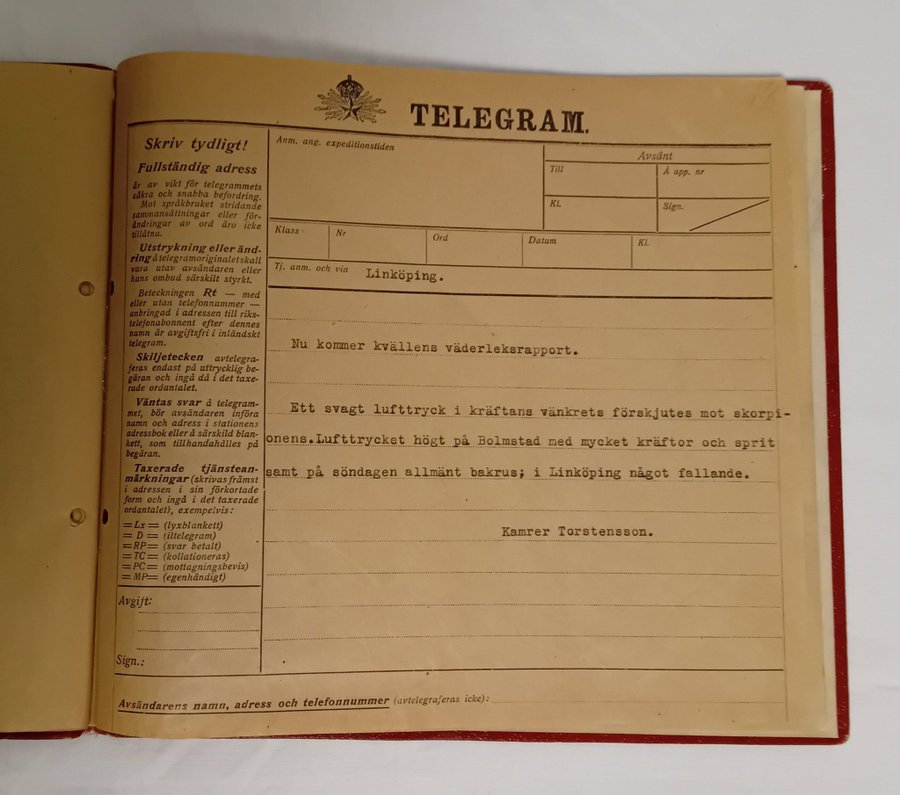 TELEGRAM.
Skriv tydligt!
Fullständig adress
är av vikt för telegrammets
säkra och snabba befordring.
Mot språkbruket stridande
sammansättningar eller för-
ändringar av ord äro icke
tillåtna.
Utstrykning eller änd-
ring å telegramoriginalet skall
vara utav avsändaren eller
hans ombud särskilt styrkt.
Beteckningen Rt — med
eller utan telefonnummer —
anbringad i adressen till riks-
telefonabonnent efter dennes
namn är avgiftsfri i inländskt
telegram.
Skiljetecken avtelegra-
feras endast på uttrycklig be-
gäran och ingå då i det taxe-
rade ordantalet.
Väntas svar å telegram-
met, bör avsändaren införa
namn och adress i stationens
adressbok eller å särskild blan-
kett, som tillhandahålles på
begäran.
Taxerade tjänstean-
märkningar (skrivas främst
i adressen i sin förkortade
form och ingå i det taxerade
ordantalet), exempelvis:
=Lx= (lyxblankett)
= D = (iltelegram)
=RP= (svar betalt)
=TC= (kollationeras)
=PC= (mottagningsbevis)
=MP= (egenhändigt)
Avgift:
Sign.:
Anm. ang. expeditionstiden
Avsänt
Till
Å app. nr
Kl.
Sign.
Klass
Nr
Ord
Datum
Kl.
Tj. anm. och via
Linköping.
Nu kommer kvällens väderleksrapport.
Ett svagt lufttryck i kräftans vänkrets förskjutes mot skorpi-
onens.Lufttrycket högt på Bolmstad med mycket kräftor och sprit
samt på söndagen allmänt bakrus; i Linköping något fallande.
Kamrer Torstensson.
Avsändarens namn, adress och telefonnummer (avtelegraferas icke):